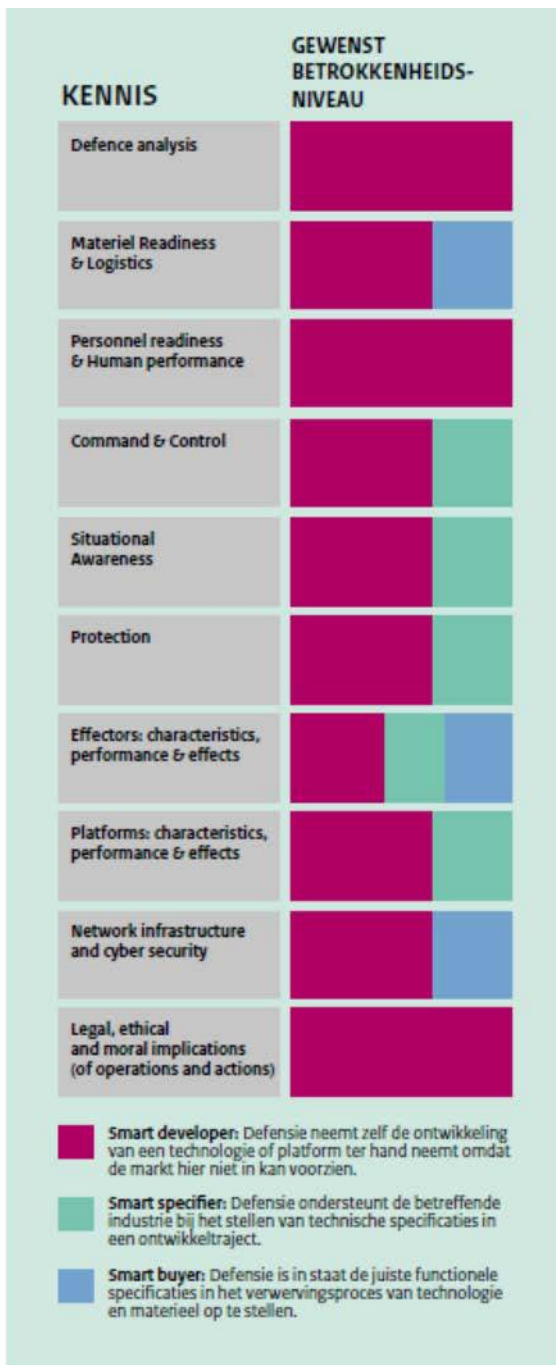 KENNIS
GEWENST
BETROKKENHEIDS-
NIVEAU
Defence analysis
Materiel Readiness
& Logistics
Personnel readiness
& Human performance
Command & Control
Situational
Awareness
Protection
Effectors: characteristics,
performance & effects
Platforms: characteristics,
performance & effects
Network infrastructure
and cyber security
Legal, ethical
and moral implications
(of operations and actions)
Smart developer: Defensie neemt zelf de ontwikkeling
van een technologie of platform ter hand neemt omdat
de markt hier niet in kan voorzien.
Smart specifier: Defensie ondersteunt de betreffende
industrie bij het stellen van technische specificaties in
een ontwikkeltraject.
Smart buyer: Defensie is in staat de juiste functionele
specificaties in het verwervingsproces van technologie
en materieel op te stellen.